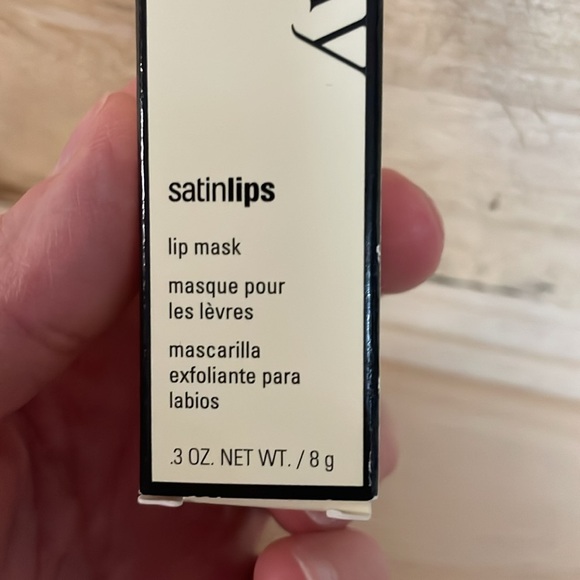 satinlips
lip mask
masque pour
les lèvres
mascarilla
exfoliante para
labios
.3 OZ. NET WT. / 8 g